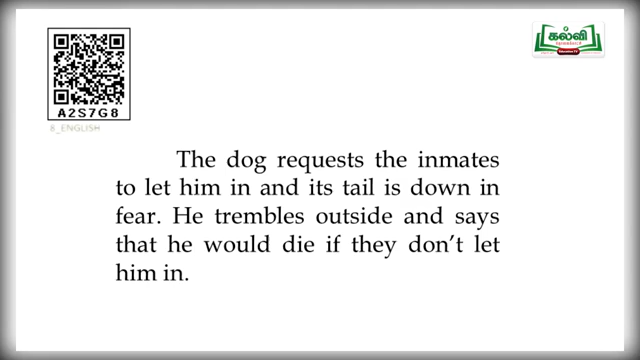 கல்வி
A2S7G8
6_ENGLISH
The dog requests the inmates
to let him in and its tail is down in
fear. He trembles outside and says
that he would die if they don't let
him in.